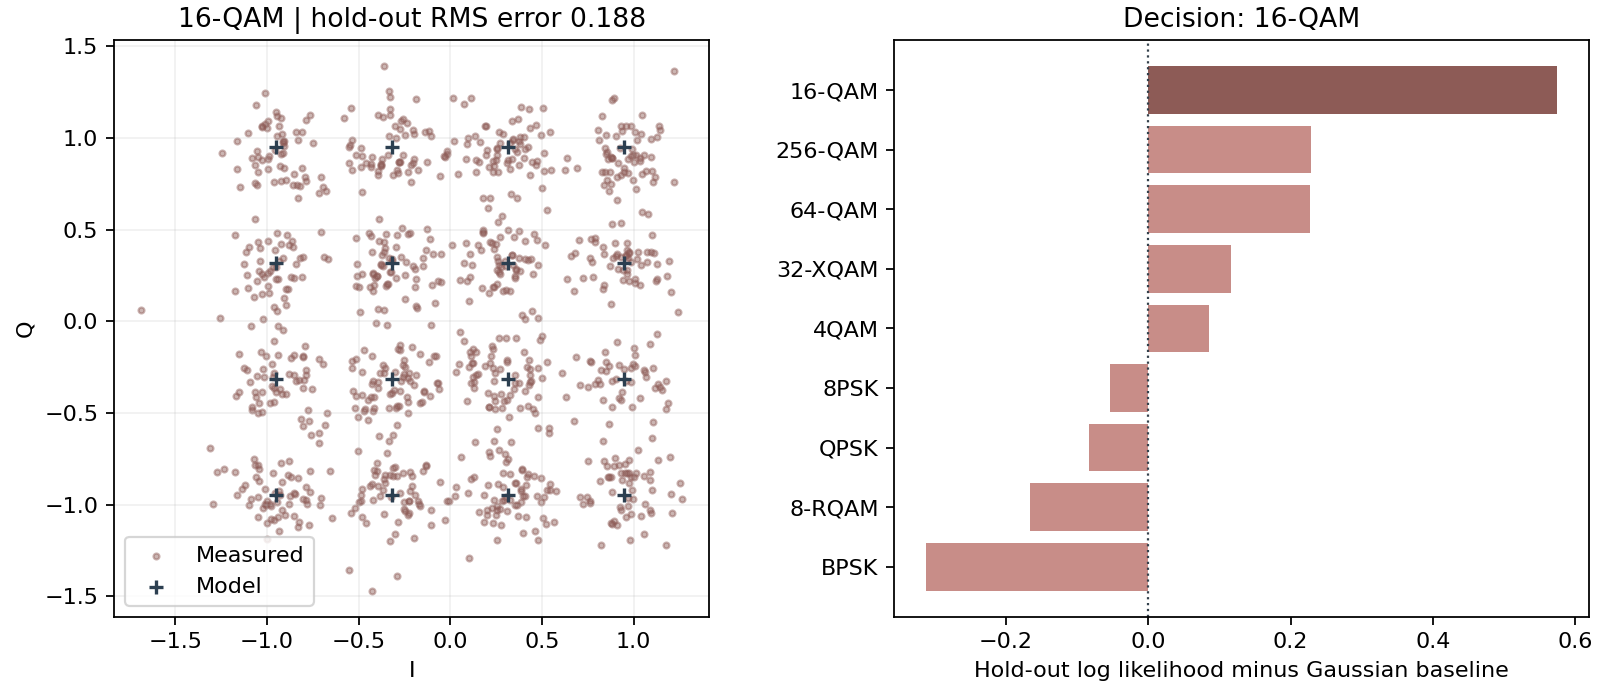 16-QAM | hold-out RMS error 0.188
1.5
1.0
0.5
0.0
−0.5
−1.0
−1.5
Q
Measured
Model
−1.5
−1.0
−0.5
0.0
0.5
1.0
I
Decision: 16-QAM
16-QAM
256-QAM
64-QAM
32-XQAM
4QAM
8PSK
QPSK
8-RQAM
BPSK
−0.2
0.0
0.2
0.4
0.6
Hold-out log likelihood minus Gaussian baseline